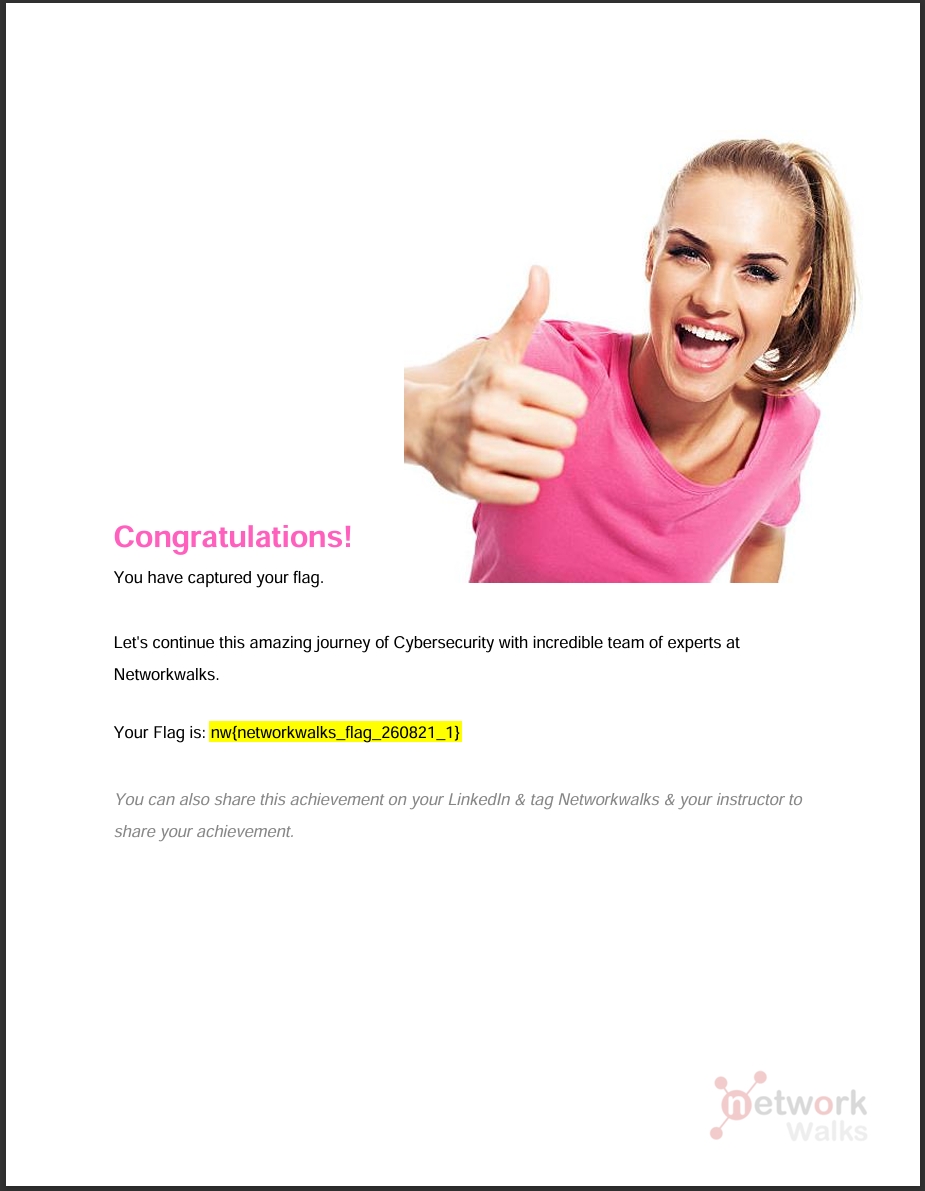 Congratulations!
You have captured your flag.
Let's continue this amazing journey of Cybersecurity with incredible team of experts at
Networkwalks.
Your Flag is: nw{networkwalks_flag_260821_1}
You can also share this achievement on your LinkedIn & tag Networkwalks & your instructor to
share your achievement.
network
Walks